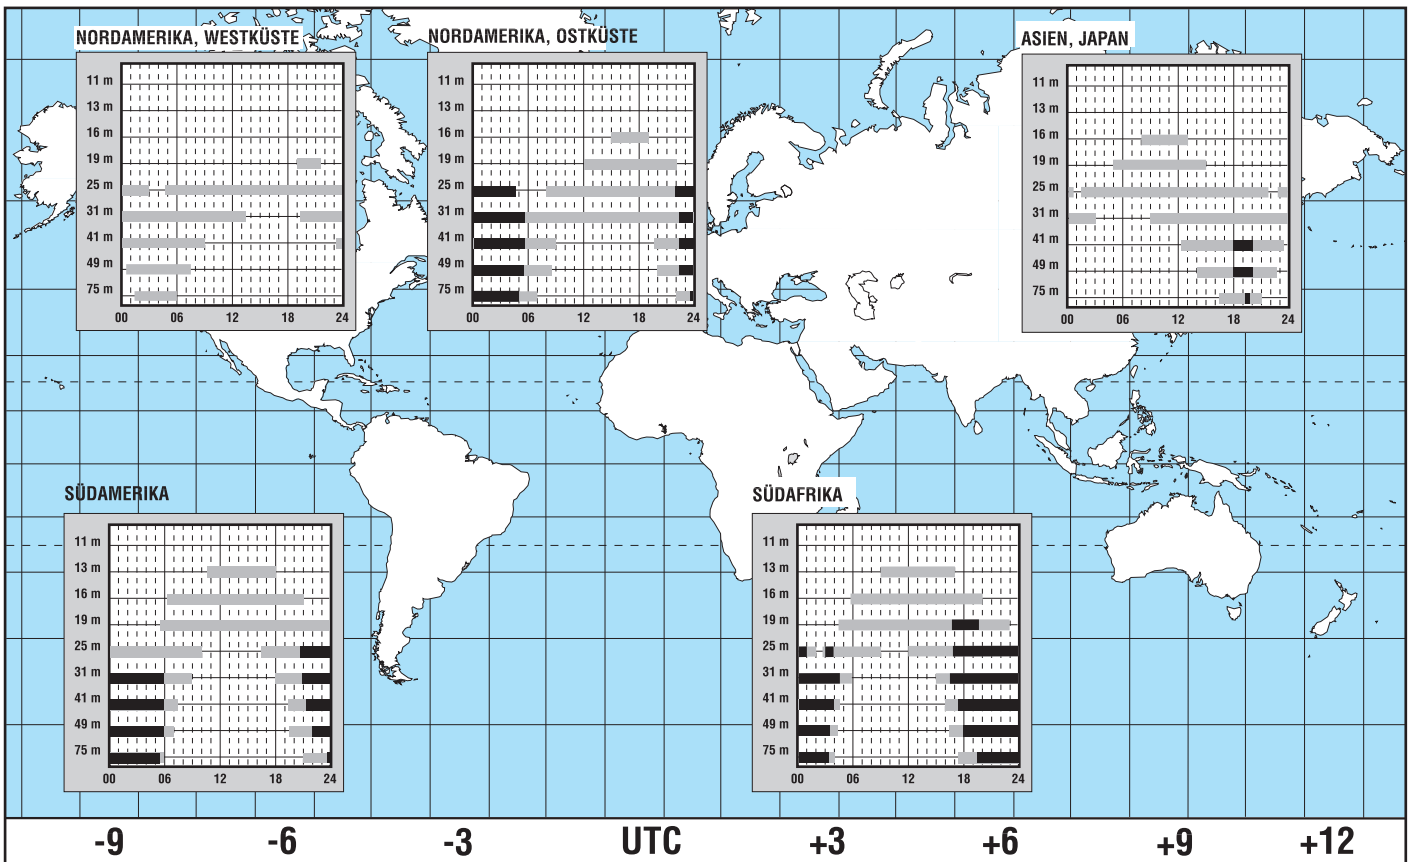 NORDAMERIKA, WESTKÜSTE
11 m
13 m
16 m
19 m
25 m
31 m
41 m
49 m
75 m
00 06 12 18 24
NORDAMERIKA, OSTKÜSTE
11 m
13 m
16 m
19 m
25 m
31 m
41 m
49 m
75 m
00 06 12 18 24
ASIEN, JAPAN
11 m
13 m
16 m
19 m
25 m
31 m
41 m
49 m
75 m
00 06 12 18 24
SÜDAMERIKA
11 m
13 m
16 m
19 m
25 m
31 m
41 m
49 m
75 m
00 06 12 18 24
SÜDAFRIKA
11 m
13 m
16 m
19 m
25 m
31 m
41 m
49 m
75 m
00 06 12 18 24
-9 -6 -3 UTC +3 +6 +9 +12